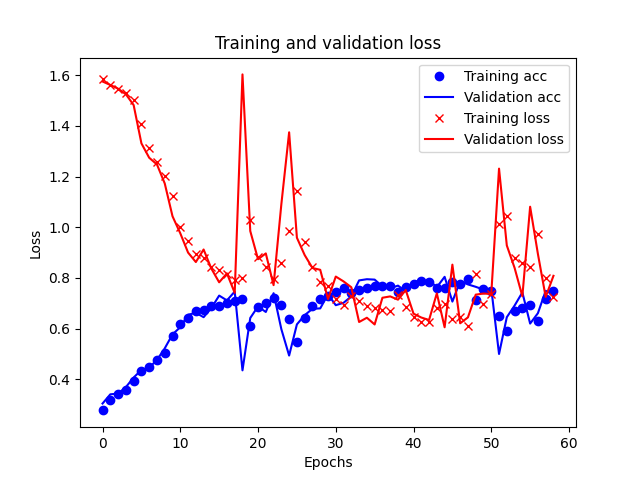 Training and validation loss
1.6
1.4
1.2
1.0
0.8
0.6
0.4
Loss
Training acc
Validation acc
Training loss
Validation loss
0 10 20 30 40 50 60
Epochs